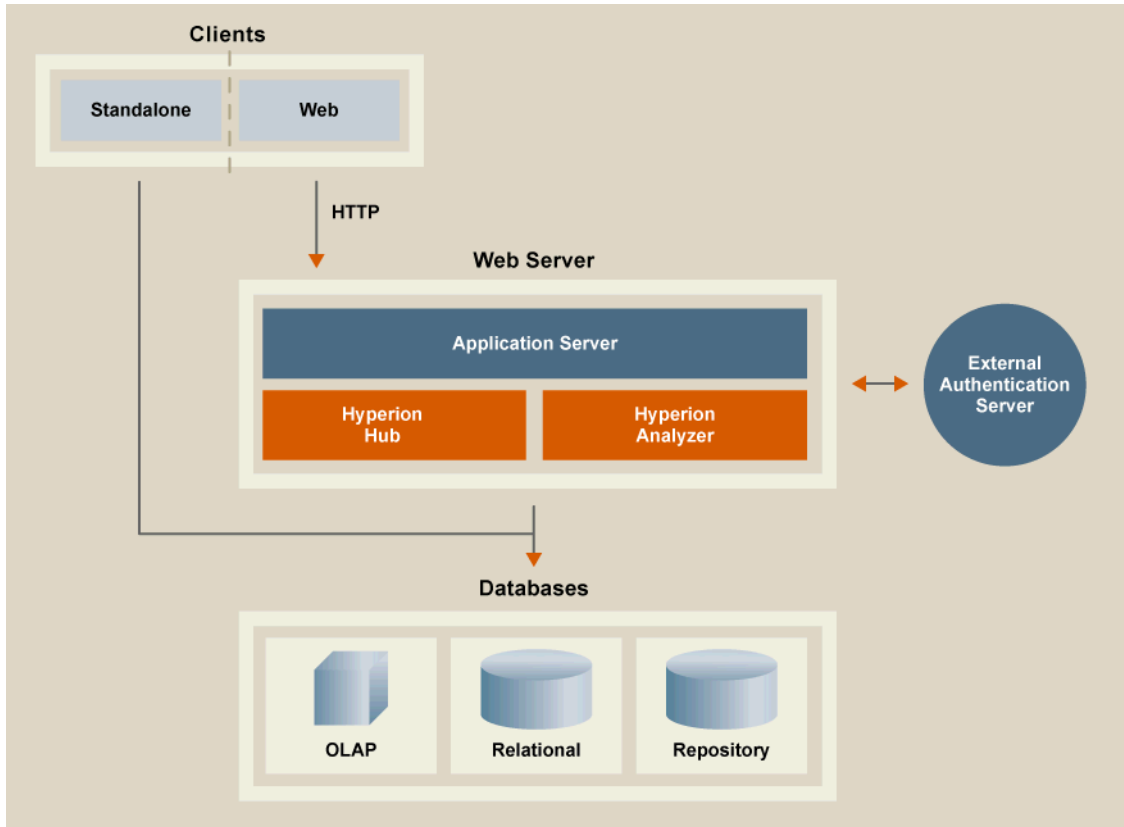 Clients
Standalone
Web
HTTP
Web Server
Application Server
Hyperion
Hub
Hyperion
Analyzer
External
Authentication
Server
Databases
OLAP
Relational
Repository